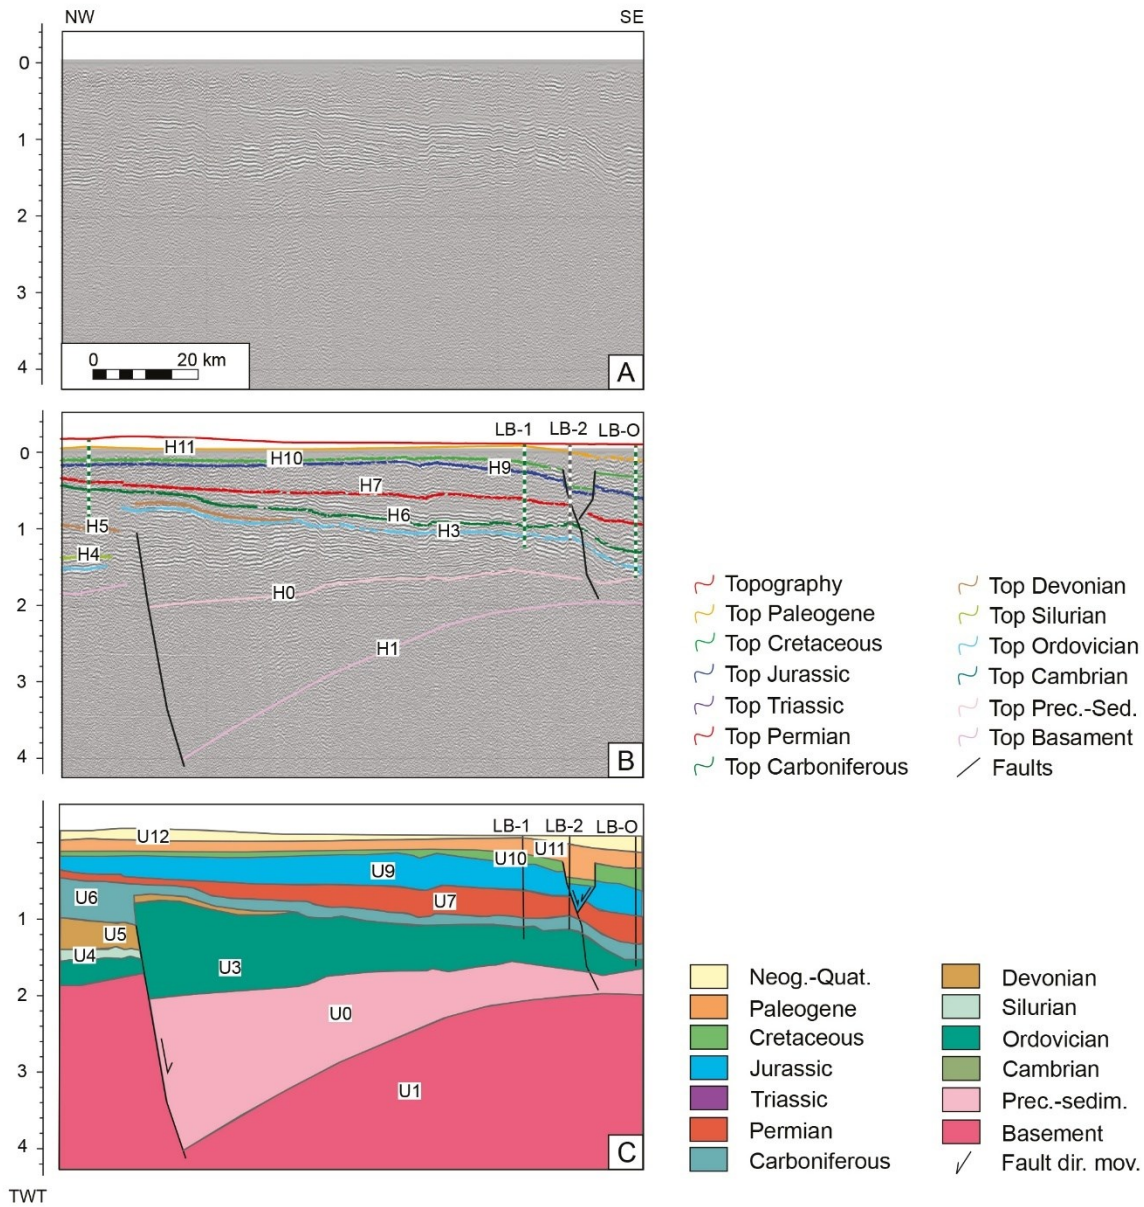 NW SE
0
1
2
3
4
0 20 km
A
LB-1 LB-2 LB-O
0
1
2
3
4
H11
H10
H9
H7
H6
H3
H5
H4
H0
H1
B
Topography
Top Paleogene
Top Cretaceous
Top Jurassic
Top Triassic
Top Permian
Top Carboniferous
Top Devonian
Top Silurian
Top Ordovician
Top Cambrian
Top Prec.-Sed.
Top Basament
Faults
LB-1 LB-2 LB-O
1
2
3
4
U12
U11
U10
U9
U7
U6
U5
U4
U3
U0
U1
C
Neog.-Quat.
Paleogene
Cretaceous
Jurassic
Triassic
Permian
Carboniferous
Devonian
Silurian
Ordovician
Cambrian
Prec.-sedim.
Basement
Fault dir. mov.
TWT